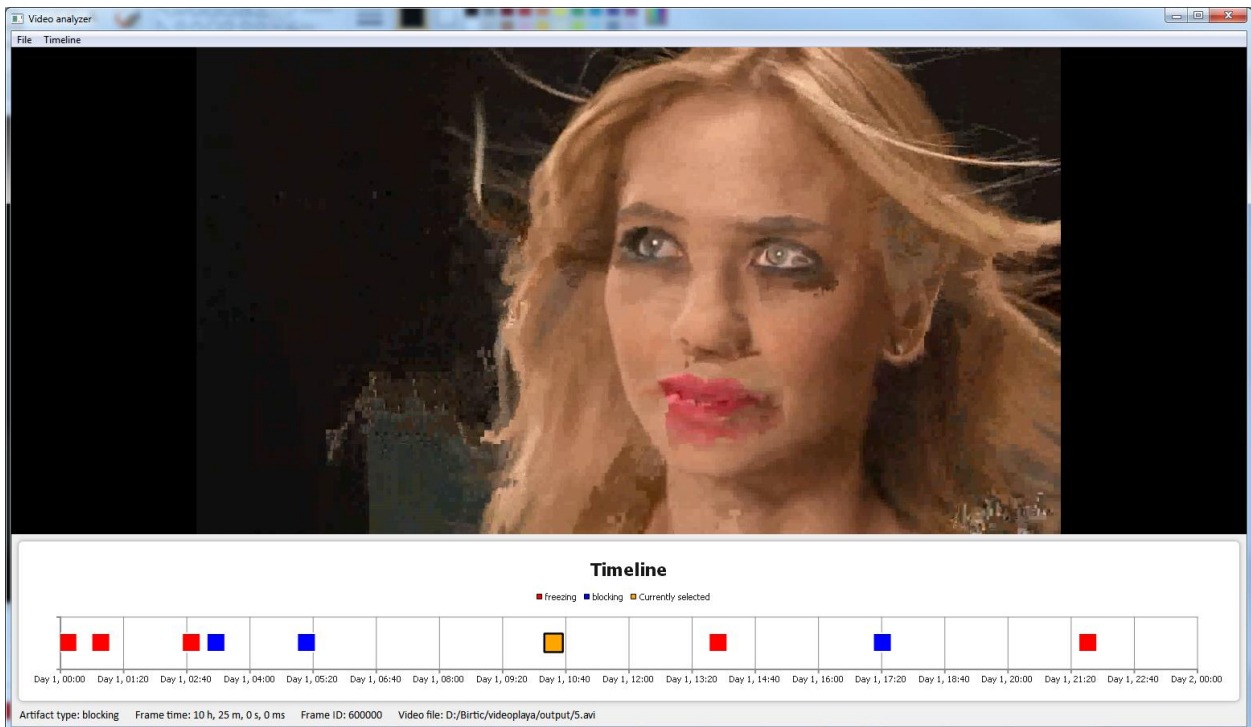 Video analyzer
File Timeline
Timeline
freezing blocking Currently selected
Day 1, 00:00 Day 1, 01:20 Day 1, 02:40 Day 1, 04:00 Day 1, 05:20 Day 1, 06:40 Day 1, 08:00 Day 1, 09:20 Day 1, 10:40 Day 1, 12:00 Day 1, 13:20 Day 1, 14:40 Day 1, 16:00 Day 1, 17:20 Day 1, 18:40 Day 1, 20:00 Day 1, 21:20 Day 1, 22:40 Day 2, 00:00
Artifact type: blocking Frame time: 10 h, 25 m, 0 s, 0 ms Frame ID: 600000 Video file: D:/Birtic/videoplaya/output/5.avi